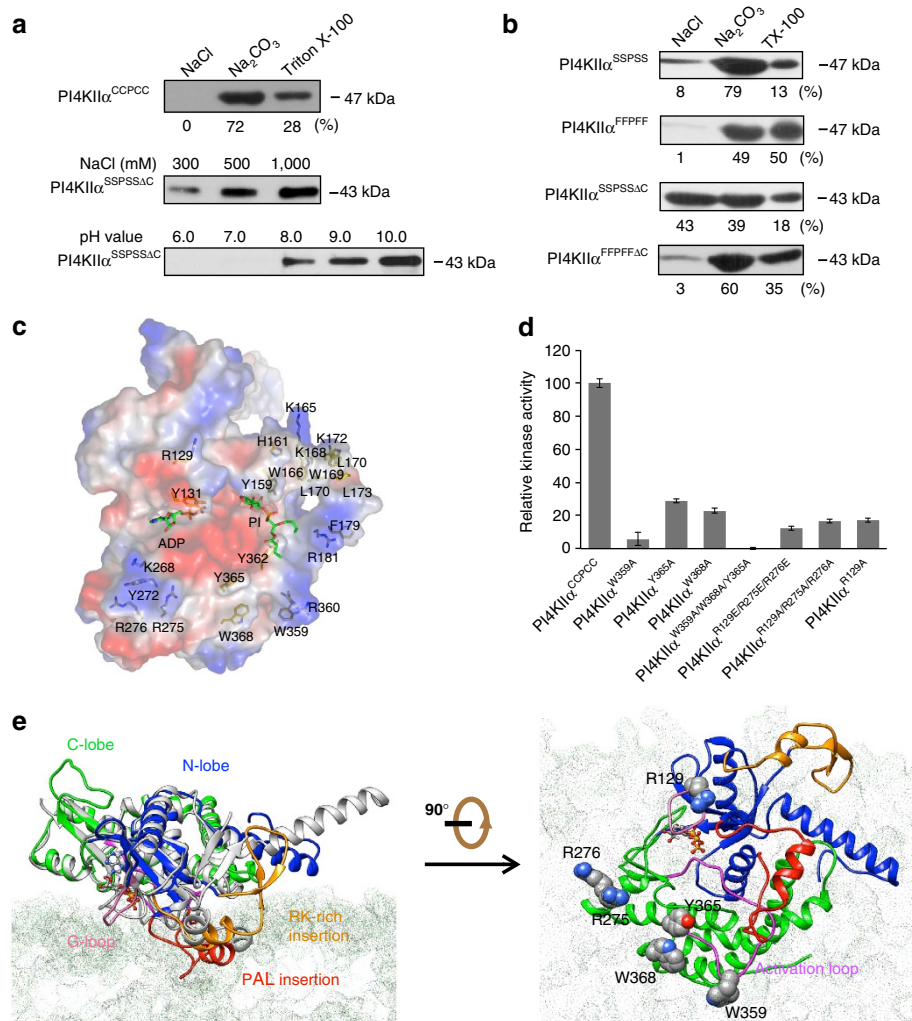 a
NaCl
Na2CO3
Triton X-100
PI4KIIα^CCPCC
– 47 kDa
0 72 28 (%)
NaCl (mM) 300 500 1,000
PI4KIIα^SSPSSΔC
–43 kDa
pH value 6.0 7.0 8.0 9.0 10.0
PI4KIIα^SSPSSΔC
–43 kDa
b
NaCl
Na2CO3
TX-100
PI4KIIα^SSPSS
–47 kDa
8 79 13 (%)
PI4KIIα^FFPFF
–47 kDa
1 49 50 (%)
PI4KIIα^SSPSSΔC
–43 kDa
43 39 18 (%)
PI4KIIα^FFPFFΔC
–43 kDa
3 60 35 (%)
c
K165
H161
K172
R129
K168
L170
W166
W169
Y131
Y159
L170
L173
PI
F179
ADP
R181
Y362
K268
Y365
Y272
R360
R276
R275
W368
W359
d
Relative kinase activity
120
100
80
60
40
20
0
PI4KIIα^CCPCC
PI4KIIα^W359A
PI4KIIα^Y365A
PI4KIIα^W368A
PI4KIIα^W359A/W368A/Y365A
PI4KIIα^R129E/R275E/R276E
PI4KIIα^R129A/R275A/R276A
PI4KIIα^R129A
e
C-lobe
N-lobe
G-loop
RK-rich
insertion
PAL insertion
90°
R129
R276
R275
Y365
W368
Activation loop
W359